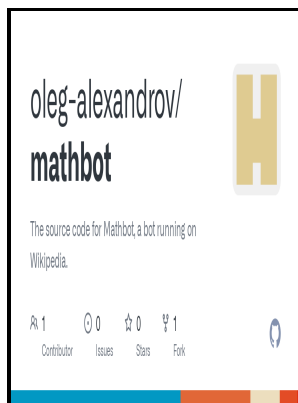 oleg-alexandrov/
mathbot
The source code for Mathbot, a bot running on
Wikipedia.
1 0 0 1
Contributor Issues Stars Fork